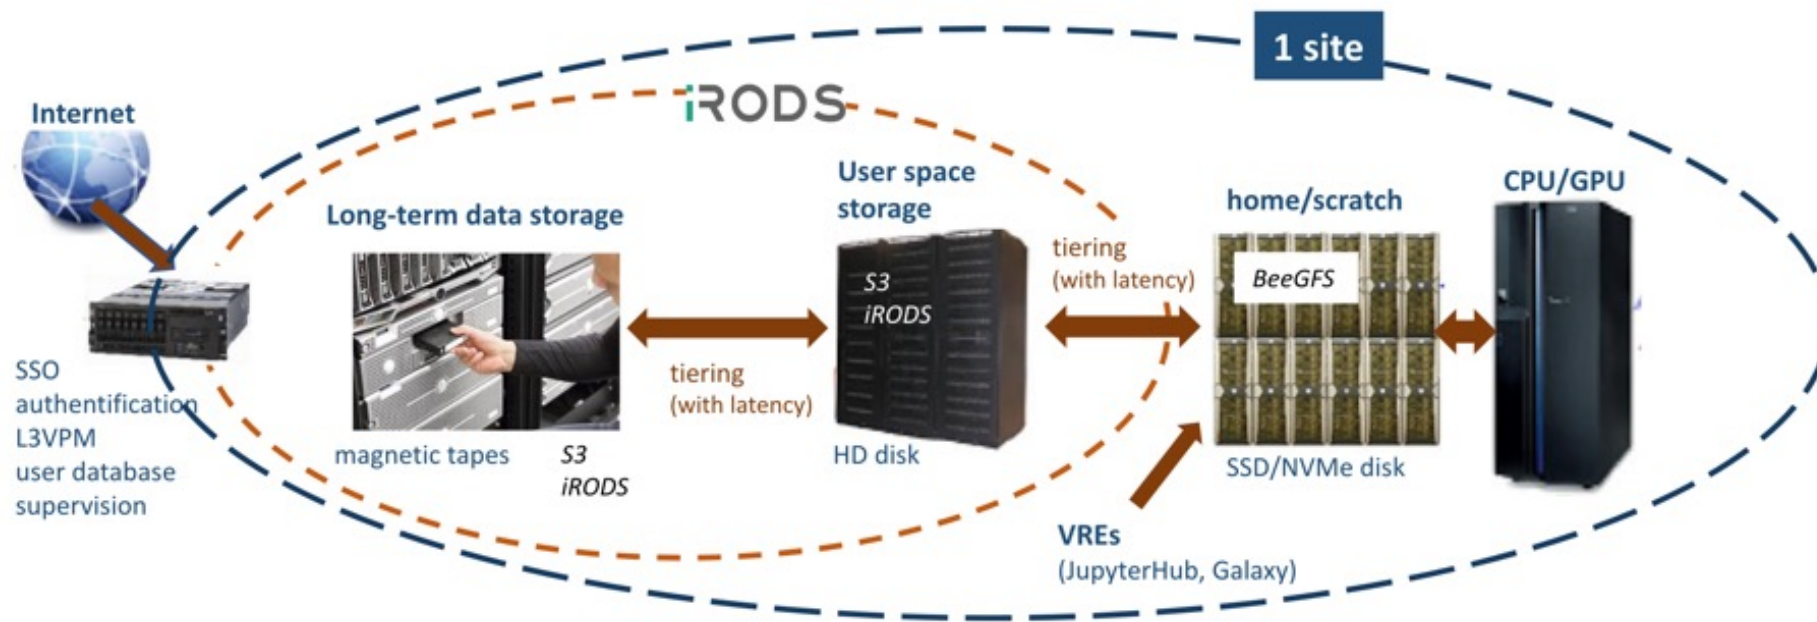 1 site
iRODS
Internet
User space
storage
CPU/GPU
Long-term data storage
home/scratch
S3
iRODS
tiering
(with latency)
BeeGFS
SSO
authentification
L3VPM
user database
supervision
tiering
(with latency)
magnetic tapes
S3
iRODS
HD disk
SSD/NVMe disk
VREs
(JupyterHub, Galaxy)